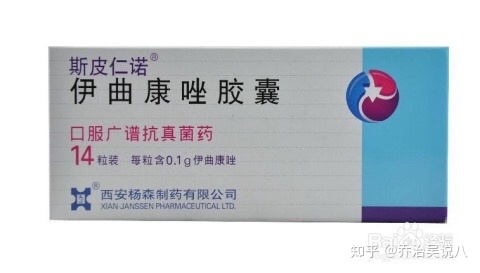 斯皮仁诺®
伊曲康唑胶囊
口服广谱抗真菌药
14粒装 每粒含0.1g伊曲康唑
西安杨森制药有限公司
XIAN JANSSEN PHARMACEUTICAL LTD.
知乎 @乔治吴说八